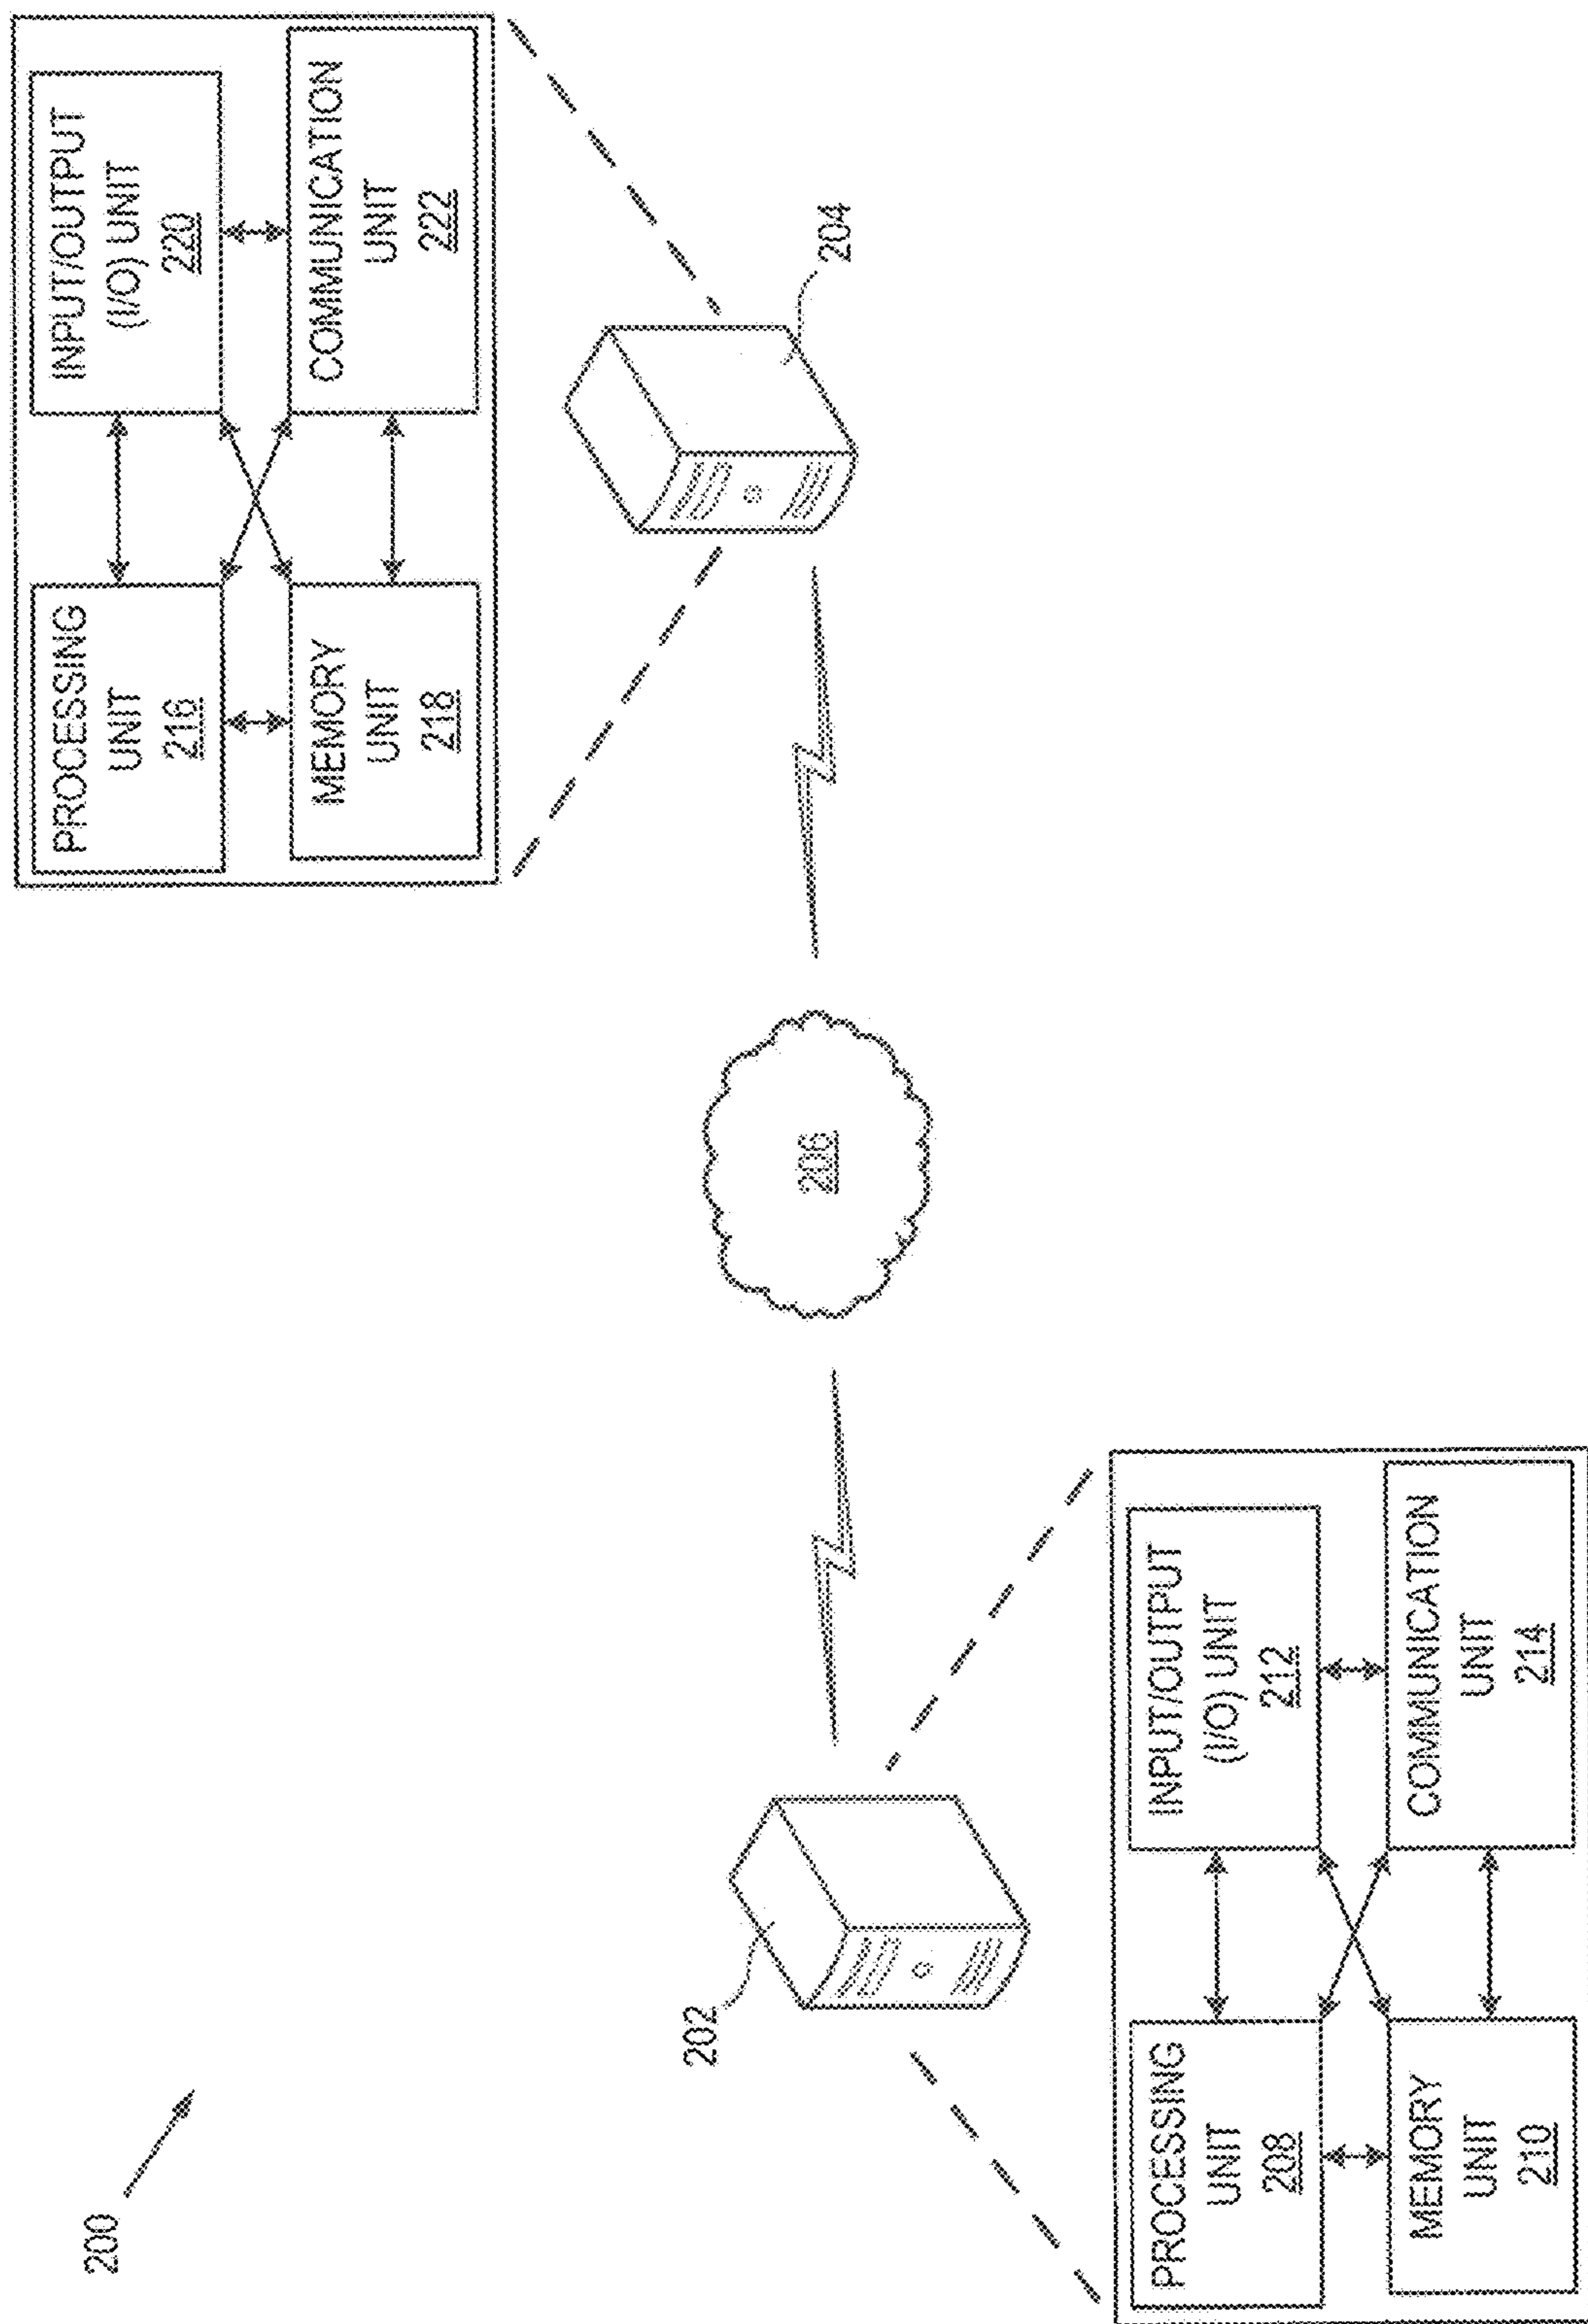 200
PROCESSING
UNIT
216
INPUT/OUTPUT
(I/O) UNIT
220
MEMORY
UNIT
218
COMMUNICATION
UNIT
222
202
204
206
PROCESSING
UNIT
208
INPUT/OUTPUT
(I/O) UNIT
212
MEMORY
UNIT
210
COMMUNICATION
UNIT
214